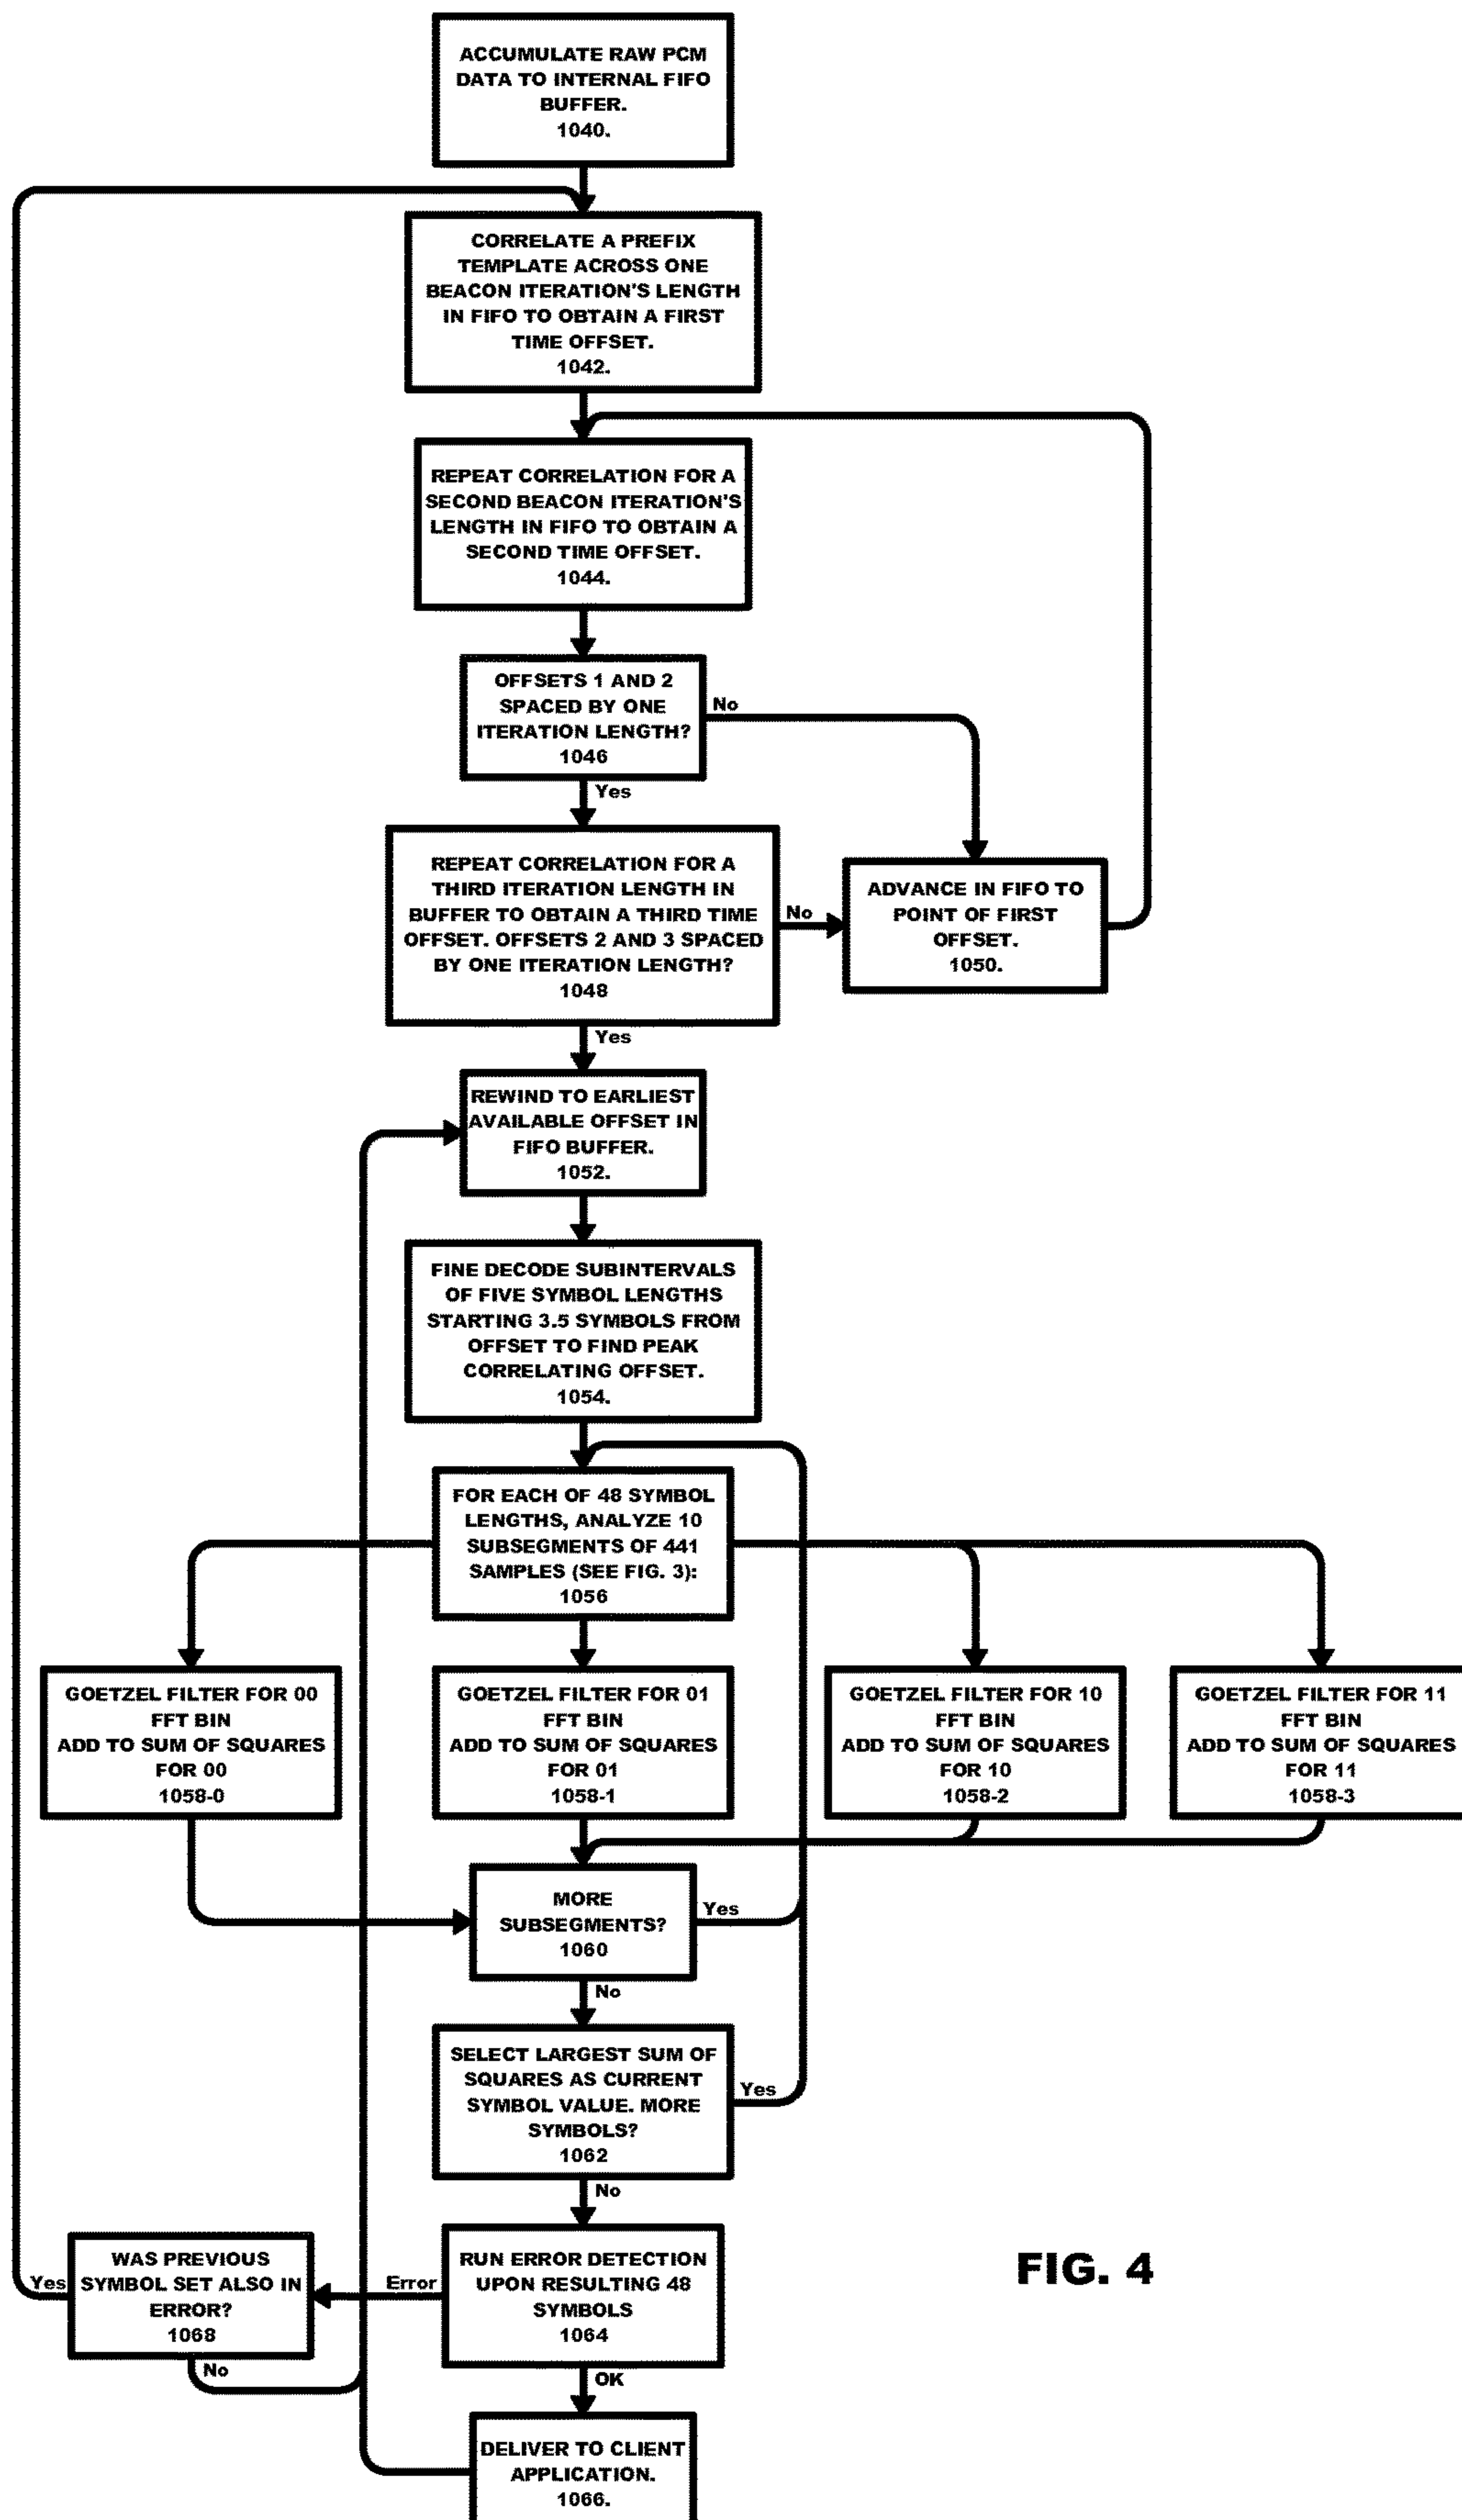 ACCUMULATE RAW PCM
DATA TO INTERNAL FIFO
BUFFER.
1040.
CORRELATE A PREFIX
TEMPLATE ACROSS ONE
BEACON ITERATION'S LENGTH
IN FIFO TO OBTAIN A FIRST
TIME OFFSET.
1042.
REPEAT CORRELATION FOR A
SECOND BEACON ITERATION'S
LENGTH IN FIFO TO OBTAIN A
SECOND TIME OFFSET.
1044.
OFFSETS 1 AND 2
SPACED BY ONE
ITERATION LENGTH?
1046
No
Yes
REPEAT CORRELATION FOR A
THIRD ITERATION LENGTH IN
BUFFER TO OBTAIN A THIRD TIME
OFFSET. OFFSETS 2 AND 3 SPACED
BY ONE ITERATION LENGTH?
1048
No
ADVANCE IN FIFO TO
POINT OF FIRST
OFFSET.
1050.
Yes
REWIND TO EARLIEST
AVAILABLE OFFSET IN
FIFO BUFFER.
1052.
FINE DECODE SUBINTERVALS
OF FIVE SYMBOL LENGTHS
STARTING 3.5 SYMBOLS FROM
OFFSET TO FIND PEAK
CORRELATING OFFSET.
1054.
FOR EACH OF 48 SYMBOL
LENGTHS, ANALYZE 10
SUBSEGMENTS OF 441
SAMPLES (SEE FIG. 3):
1056
GOETZEL FILTER FOR 00
FFT BIN
ADD TO SUM OF SQUARES
FOR 00
1058-0
GOETZEL FILTER FOR 01
FFT BIN
ADD TO SUM OF SQUARES
FOR 01
1058-1
GOETZEL FILTER FOR 10
FFT BIN
ADD TO SUM OF SQUARES
FOR 10
1058-2
GOETZEL FILTER FOR 11
FFT BIN
ADD TO SUM OF SQUARES
FOR 11
1058-3
MORE
SUBSEGMENTS?
1060
Yes
No
SELECT LARGEST SUM OF
SQUARES AS CURRENT
SYMBOL VALUE. MORE
SYMBOLS?
1062
Yes
No
RUN ERROR DETECTION
UPON RESULTING 48
SYMBOLS
1064
Error
WAS PREVIOUS
SYMBOL SET ALSO IN
ERROR?
1068
Yes
No
OK
DELIVER TO CLIENT
APPLICATION.
1066.
FIG. 4